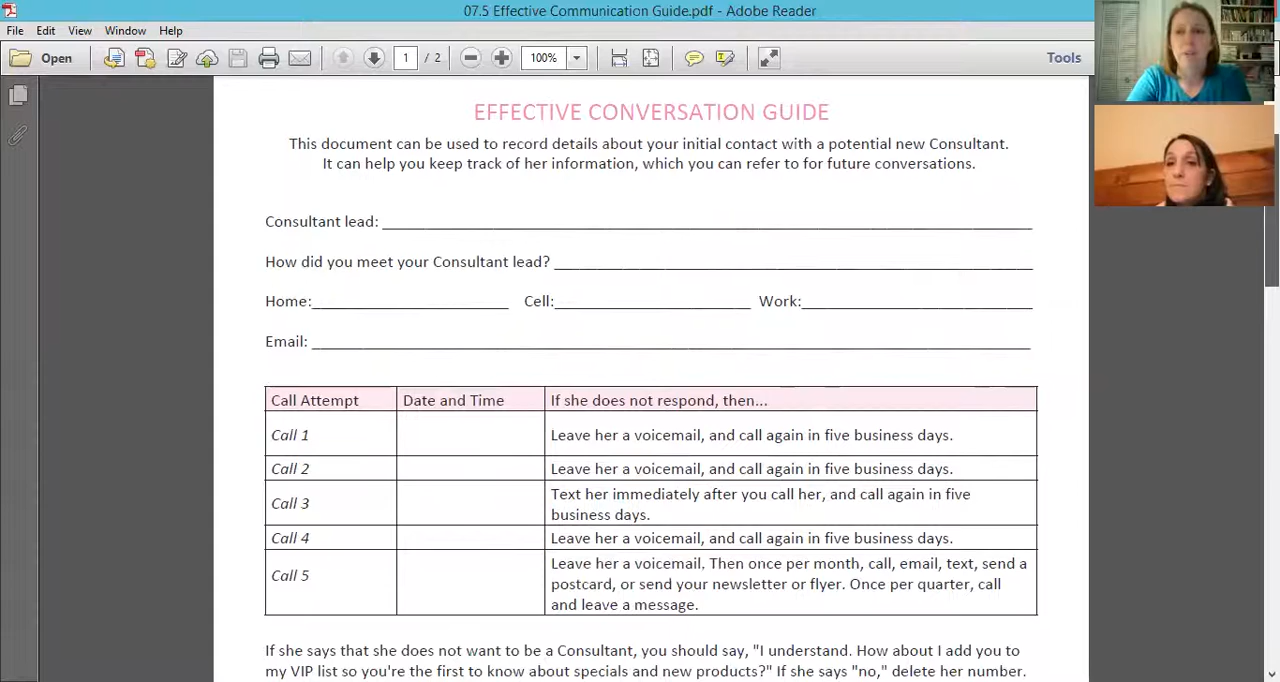 07.5 Effective Communication Guide.pdf - Adobe Reader
File Edit View Window Help
Open 1 / 2 100% Tools
EFFECTIVE CONVERSATION GUIDE
This document can be used to record details about your initial contact with a potential new Consultant.
It can help you keep track of her information, which you can refer to for future conversations.
Consultant lead:
How did you meet your Consultant lead?
Home: Cell: Work:
Email:
Call Attempt Date and Time If she does not respond, then...
Call 1 Leave her a voicemail, and call again in five business days.
Call 2 Leave her a voicemail, and call again in five business days.
Call 3 Text her immediately after you call her, and call again in five
business days.
Call 4 Leave her a voicemail, and call again in five business days.
Call 5 Leave her a voicemail. Then once per month, call, email, text, send a
postcard, or send your newsletter or flyer. Once per quarter, call
and leave a message.
If she says that she does not want to be a Consultant, you should say, "I understand. How about I add you to
my VIP list so you're the first to know about specials and new products?" If she says "no," delete her number.